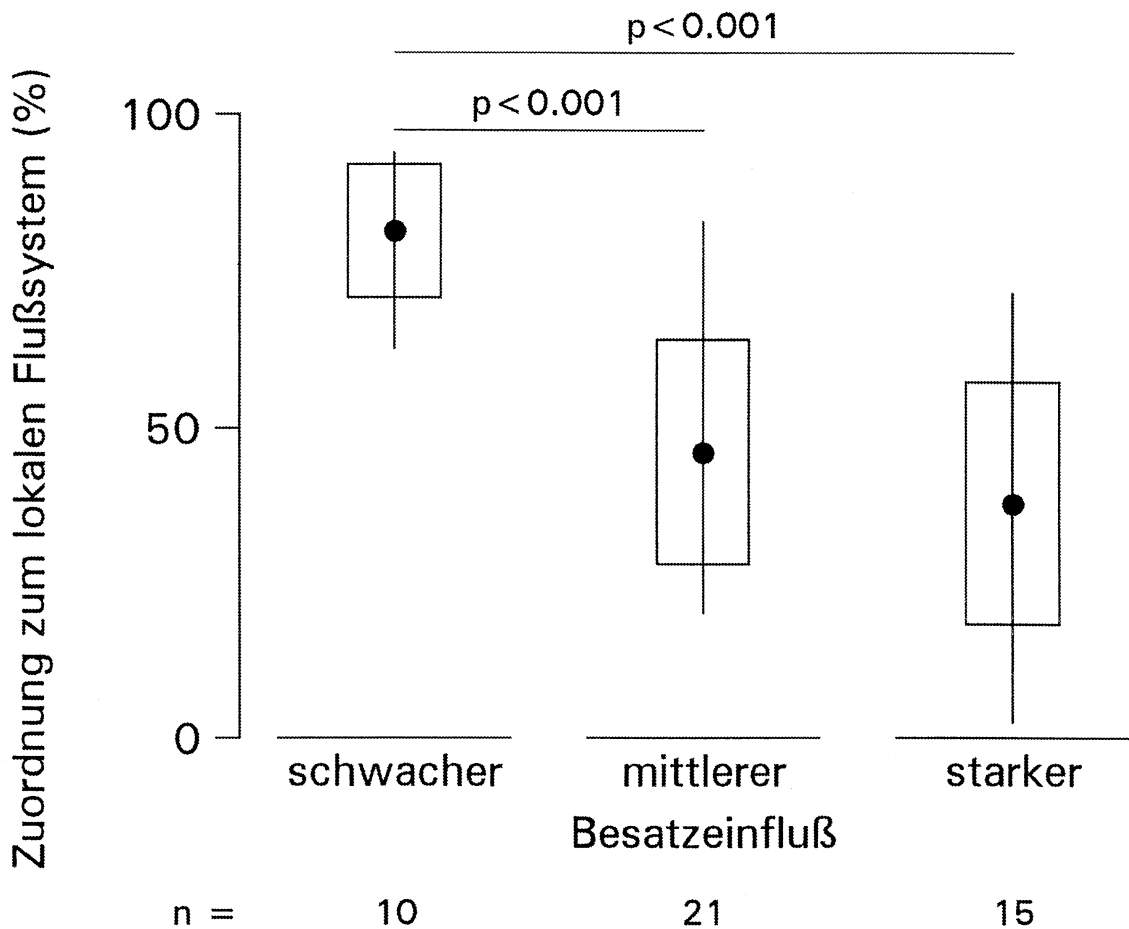 p<0.001
p<0.001
Zuordnung zum lokalen Flußsystem (%)
100
50
0
schwacher mittlerer starker
Besatzeinfluß
n = 10 21 15